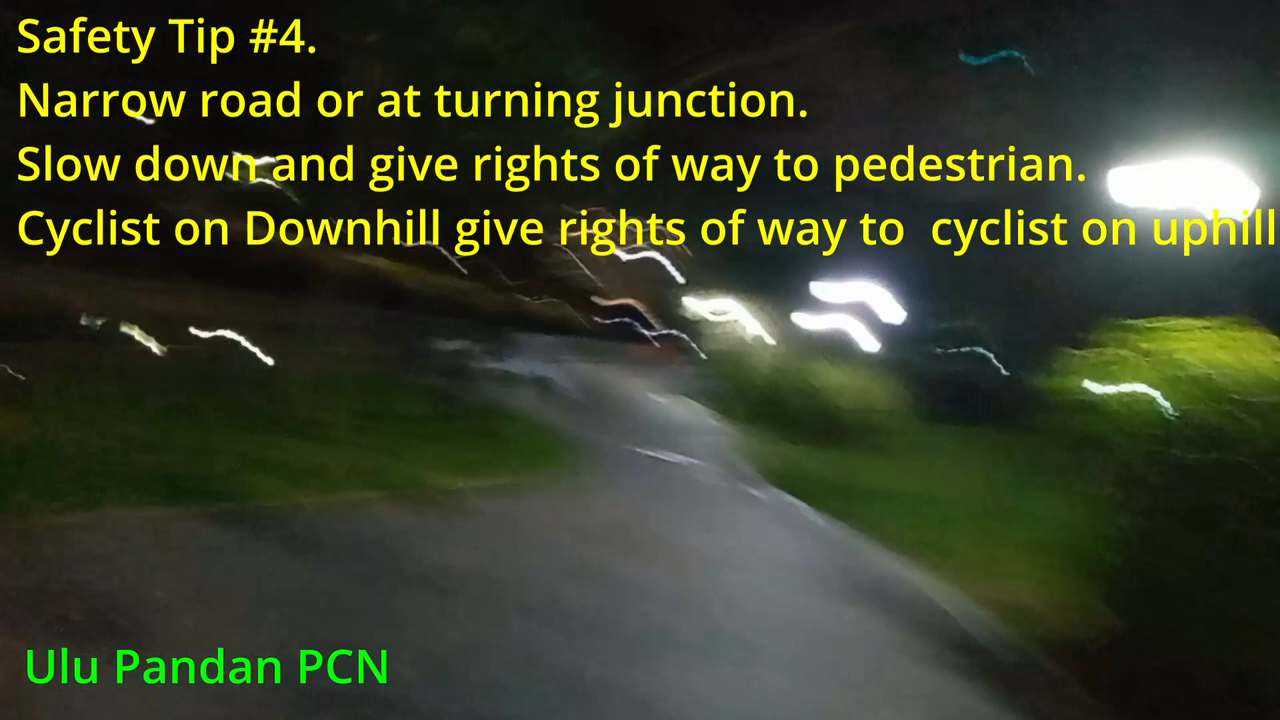 Safety Tip #4.
Narrow road or at turning junction.
Slow down and give rights of way to pedestrian.
Cyclist on Downhill give rights of way to  cyclist on uphill
Ulu Pandan PCN